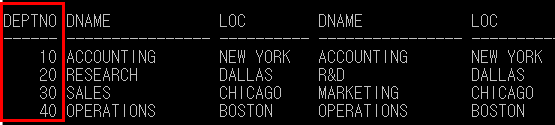 DEPTNO DNAME LOC DNAME LOC
10 ACCOUNTING NEW YORK ACCOUNTING NEW YORK
20 RESEARCH DALLAS R&D DALLAS
30 SALES CHICAGO MARKETING CHICAGO
40 OPERATIONS BOSTON OPERATIONS BOSTON